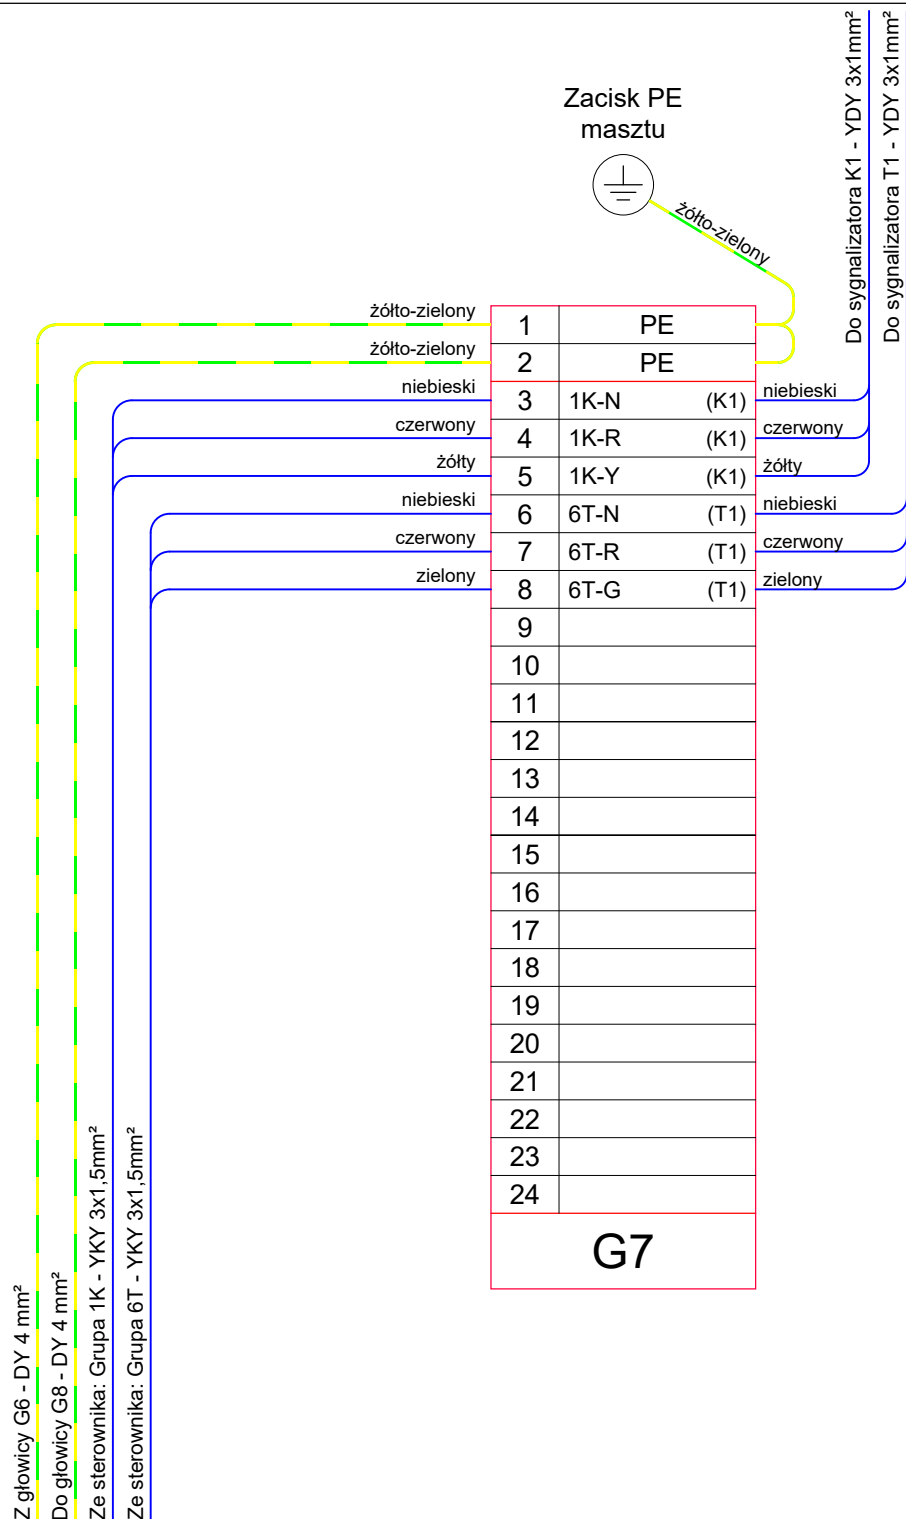 Zacisk PE
masztu
żółto-zielony
Do sygnalizatora K1 - YDY 3x1mm²
Do sygnalizatora T1 - YDY 3x1mm²
żółto-zielony 1 PE
żółto-zielony 2 PE
niebieski 3 1K-N (K1) niebieski
czerwony 4 1K-R (K1) czerwony
żółty 5 1K-Y (K1) żółty
niebieski 6 6T-N (T1) niebieski
czerwony 7 6T-R (T1) czerwony
zielony 8 6T-G (T1) zielony
9
10
11
12
13
14
15
16
17
18
19
20
21
22
23
24
G7
Z głowicy G6 - DY 4 mm²
Do głowicy G8 - DY 4 mm²
Ze sterownika: Grupa 1K - YKY 3x1,5mm²
Ze sterownika: Grupa 6T - YKY 3x1,5mm²